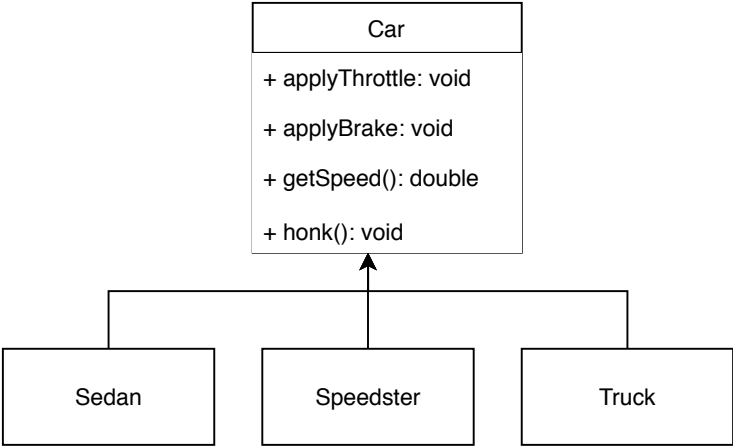 Car
+ applyThrottle: void
+ applyBrake: void
+ getSpeed(): double
+ honk(): void
Sedan
Speedster
Truck